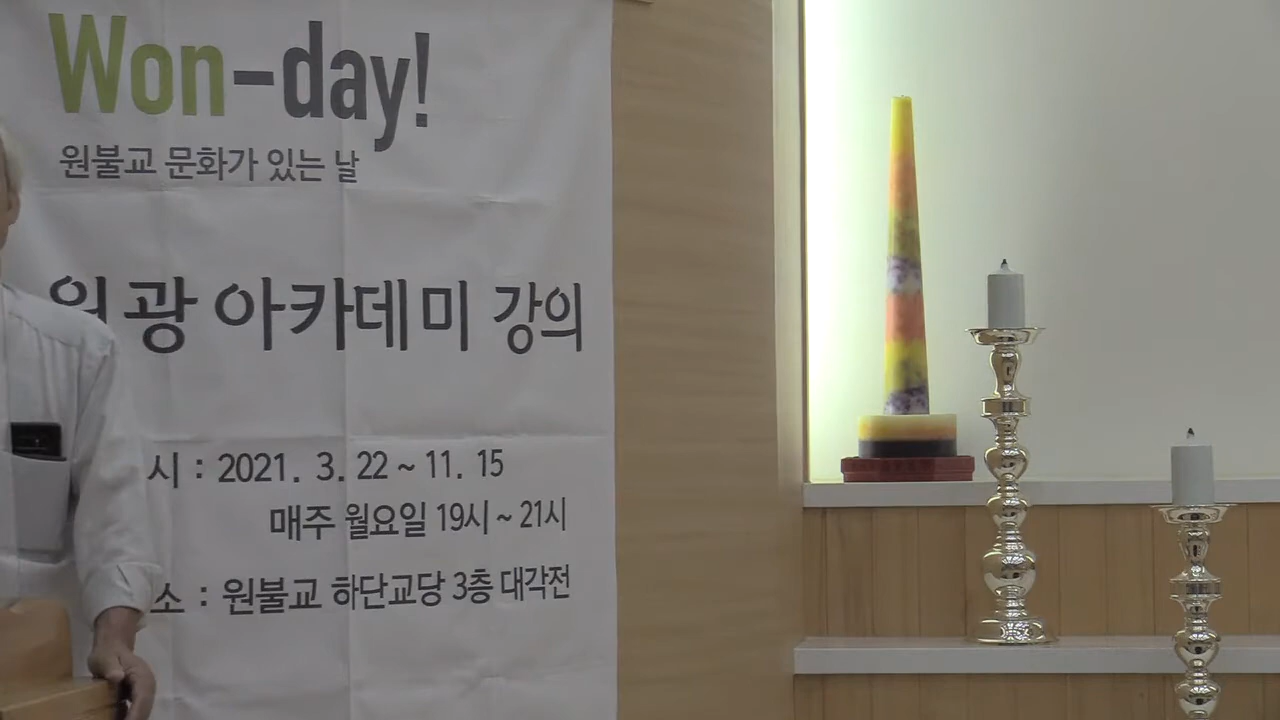 Won-day!
원불교 문화가 있는 날
원광 아카데미 강의
시 : 2021. 3. 22 ~ 11. 15
매주 월요일 19시 ~ 21시
소 : 원불교 하단교당 3층 대각전